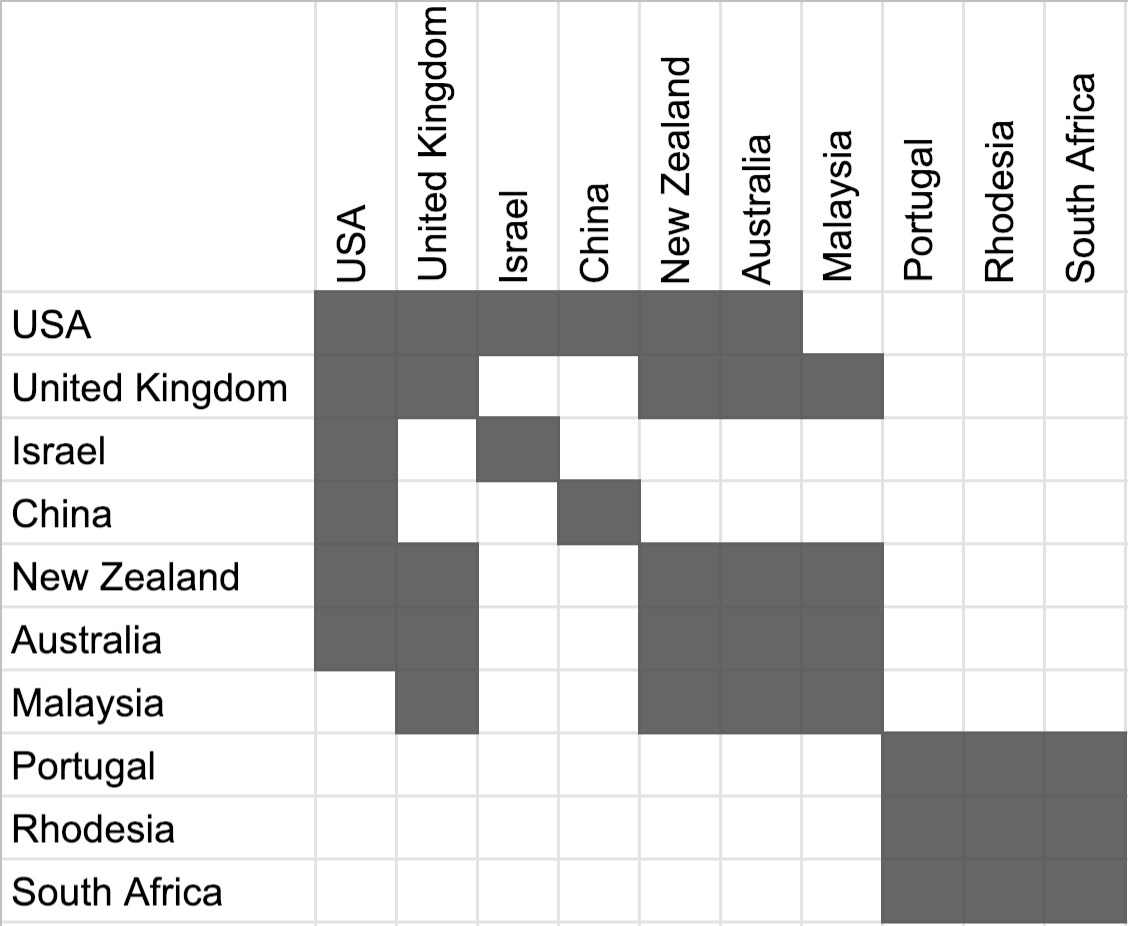 USA
United Kingdom
Israel
China
New Zealand
Australia
Malaysia
Portugal
Rhodesia
South Africa
USA
United Kingdom
Israel
China
New Zealand
Australia
Malaysia
Portugal
Rhodesia
South Africa